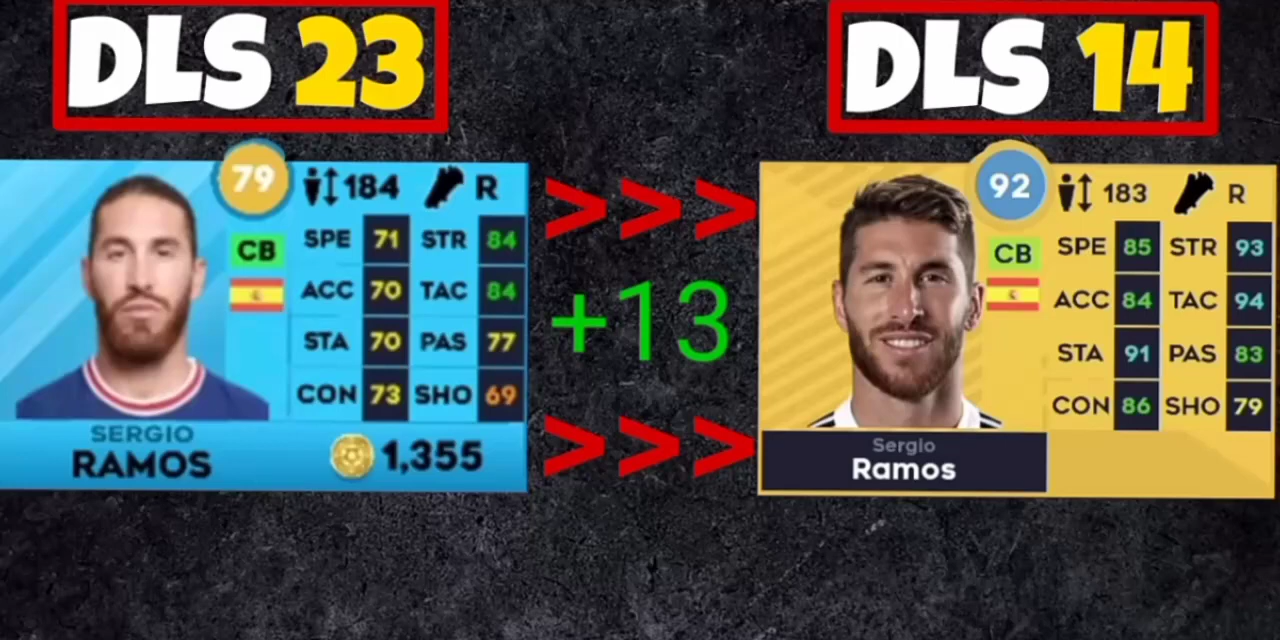 DLS 23
79
184 R
CB
SPE 71 STR 84
ACC 70 TAC 84
STA 70 PAS 77
CON 73 SHO 69
SERGIO
RAMOS
1,355
>>>
+13
>>>
DLS 14
92
183 R
CB
SPE 85 STR 93
ACC 84 TAC 94
STA 91 PAS 83
CON 86 SHO 79
Sergio
Ramos